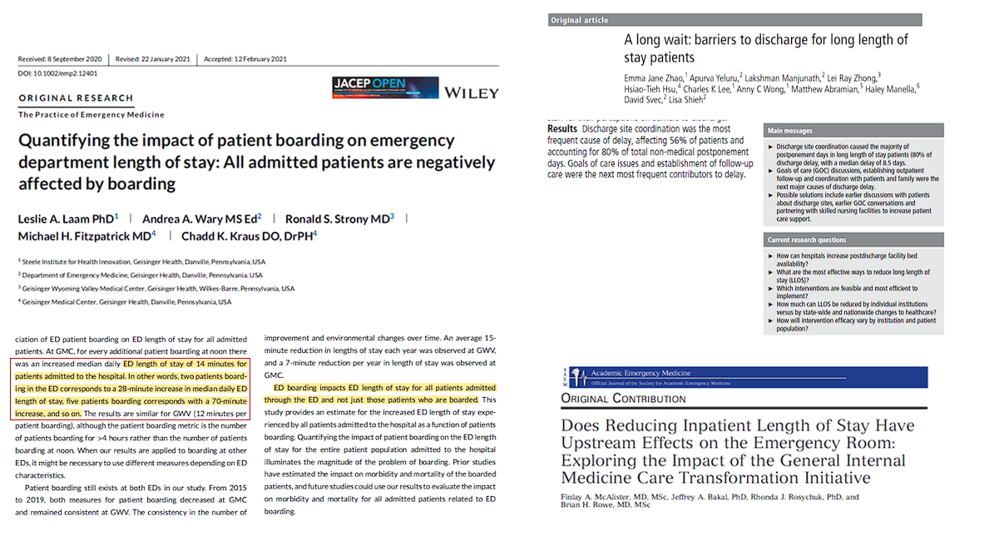 Received: 8 September 2020 | Revised: 22 January 2021 | Accepted: 12 February 2021
DOI: 10.1002/emp2.12401
JACEP OPEN
WILEY
ORIGINAL RESEARCH
The Practice of Emergency Medicine
Quantifying the impact of patient boarding on emergency
department length of stay: All admitted patients are negatively
affected by boarding
Leslie A. Laam PhD1 | Andrea A. Wary MS Ed2 | Ronald S. Strony MD3 |
Michael H. Fitzpatrick MD4 | Chadd K. Kraus DO, DrPH4
1 Steele Institute for Health Innovation, Geisinger Health, Danville, Pennsylvania, USA
2 Department of Emergency Medicine, Geisinger Health, Danville, Pennsylvania, USA
3 Geisinger Wyoming Valley Medical Center, Geisinger Health, Wilkes-Barre, Pennsylvania, USA
4 Geisinger Medical Center, Geisinger Health, Danville, Pennsylvania, USA
ciation of ED patient boarding on ED length of stay for all admitted
patients. At GMC, for every additional patient boarding at noon there
was an increased median daily ED length of stay of 14 minutes for
patients admitted to the hospital. In other words, two patients board-
ing in the ED corresponds to a 28-minute increase in median daily ED
length of stay, five patients boarding corresponds with a 70-minute
increase, and so on. The results are similar for GWV (12 minutes per
patient boarding), although the patient boarding metric is the number
of patients boarding for >4 hours rather than the number of patients
boarding at noon. When our results are applied to boarding at other
EDs, it might be necessary to use different measures depending on ED
characteristics.
Patient boarding still exists at both EDs in our study. From 2015
to 2019, both measures for patient boarding decreased at GMC
and remained consistent at GWV. The consistency in the number of
improvement and environmental changes over time. An average 15-
minute reduction in lengths of stay each year was observed at GWV,
and a 7-minute reduction per year in length of stay was observed at
GMC.
ED boarding impacts ED length of stay for all patients admitted
through the ED and not just those patients who are boarded. This
study provides an estimate for the increased ED length of stay expe-
rienced by all patients admitted to the hospital as a function of patients
boarding. Quantifying the impact of patient boarding on the ED length
of stay for the entire patient population admitted to the hospital
illuminates the magnitude of the problem of boarding. Prior studies
have estimated the impact on morbidity and mortality of the boarded
patients, and future studies could use our results to evaluate the impact
on morbidity and mortality for all admitted patients related to ED
boarding.
Original article
A long wait: barriers to discharge for long length of
stay patients
Emma Jane Zhao,1 Apurva Yeluru,2 Lakshman Manjunath,2 Lei Ray Zhong,3
Hsiao-Tieh Hsu,4 Charles K Lee,1 Anny C Wong,1 Matthew Abramian,5 Haley Manella,6
David Svec,2 Lisa Shieh2
Results Discharge site coordination was the most
frequent cause of delay, affecting 56% of patients and
accounting for 80% of total non-medical postponement
days. Goals of care issues and establishment of follow-up
care were the next most frequent contributors to delay.
Main messages
► Discharge site coordination caused the majority of
postponement days in long length of stay patients (80% of
discharge delay, with a median delay of 8.5 days.
► Goals of care (GOC) discussions, establishing outpatient
follow-up and coordination with patients and family were the
next major causes of discharge delay.
► Possible solutions include earlier discussions with patients
about discharge sites, earlier GOC conversations and
partnering with skilled nursing facilities to increase patient
care support.
Current research questions
► How can hospitals increase postdischarge facility bed
availability?
► What are the most effective ways to reduce long length of
stay (LLOS)?
► Which interventions are feasible and most efficient to
implement?
► How much can LLOS be reduced by individual institutions
versus by state-wide and nationwide changes to healthcare?
► How will intervention efficacy vary by institution and patient
population?
SAEM
Academic Emergency Medicine
Official Journal of the Society for Academic Emergency Medicine
ORIGINAL CONTRIBUTION
Does Reducing Inpatient Length of Stay Have
Upstream Effects on the Emergency Room:
Exploring the Impact of the General Internal
Medicine Care Transformation Initiative
Finlay A. McAlister, MD, MSc, Jeffrey A. Bakal, PhD, Rhonda J. Rosychuk, PhD, and
Brian H. Rowe, MD, MSc